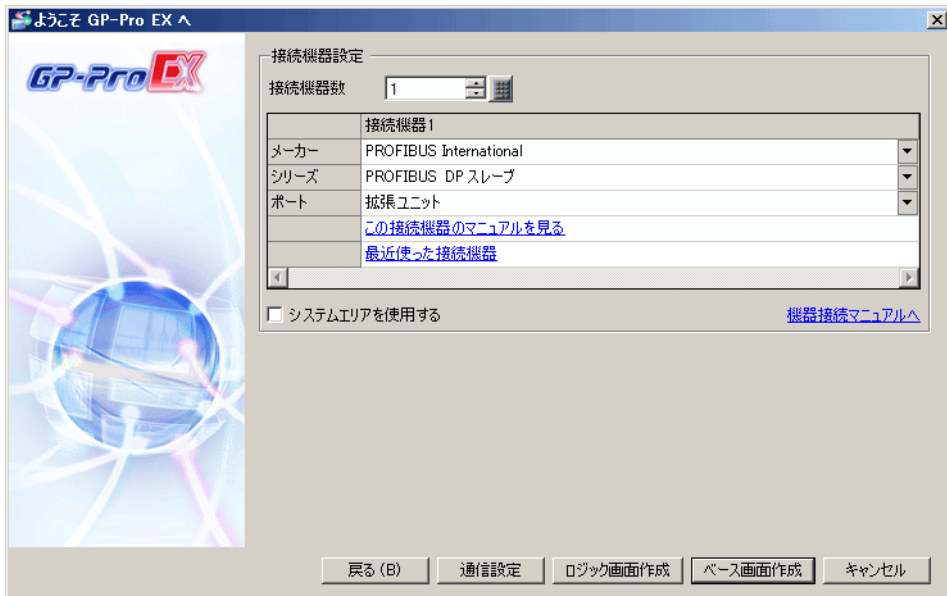 ようこそ GP-Pro EX へ
GP-Pro EX
接続機器設定
接続機器数 1
接続機器1
メーカー PROFIBUS International
シリーズ PROFIBUS DP スレーブ
ポート 拡張ユニット
この接続機器のマニュアルを見る
最近使った接続機器
システムエリアを使用する 機器接続マニュアルへ
戻る (B) 通信設定 ロジック画面作成 ベース画面作成 キャンセル